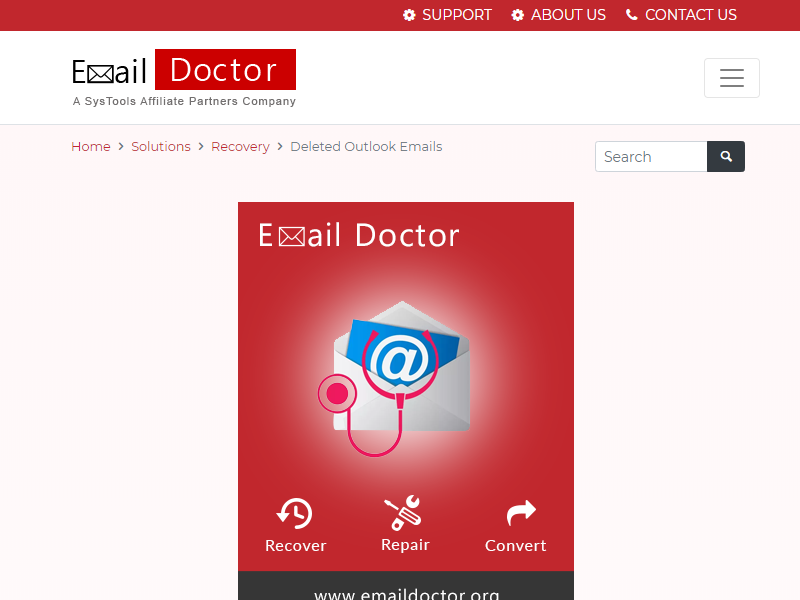 SUPPORT ABOUT US CONTACT US
Email Doctor
A SysTools Affiliate Partners Company
Home > Solutions > Recovery > Deleted Outlook Emails
Search
Email Doctor
@
Recover Repair Convert
www.emaildoctor.org